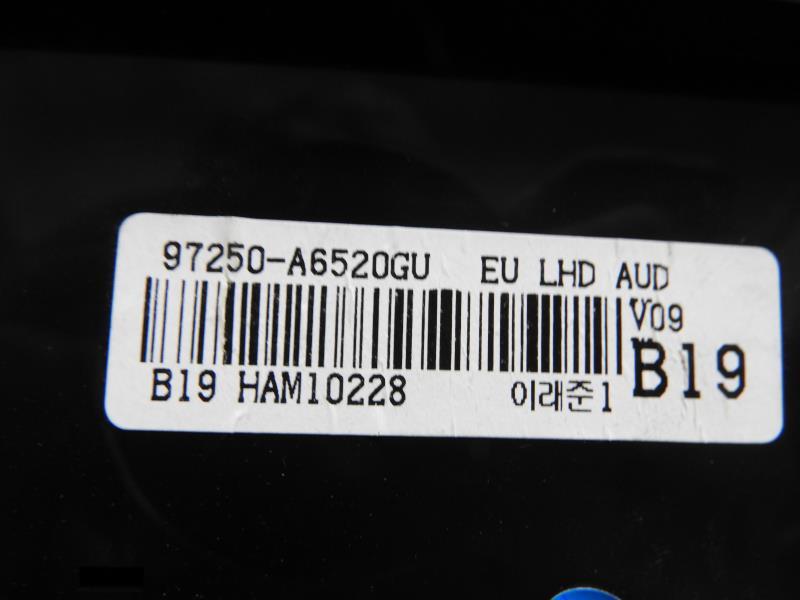 97250-A6520GU EU LHD AUD
V09
B19
B19 HAM10228 이래준1